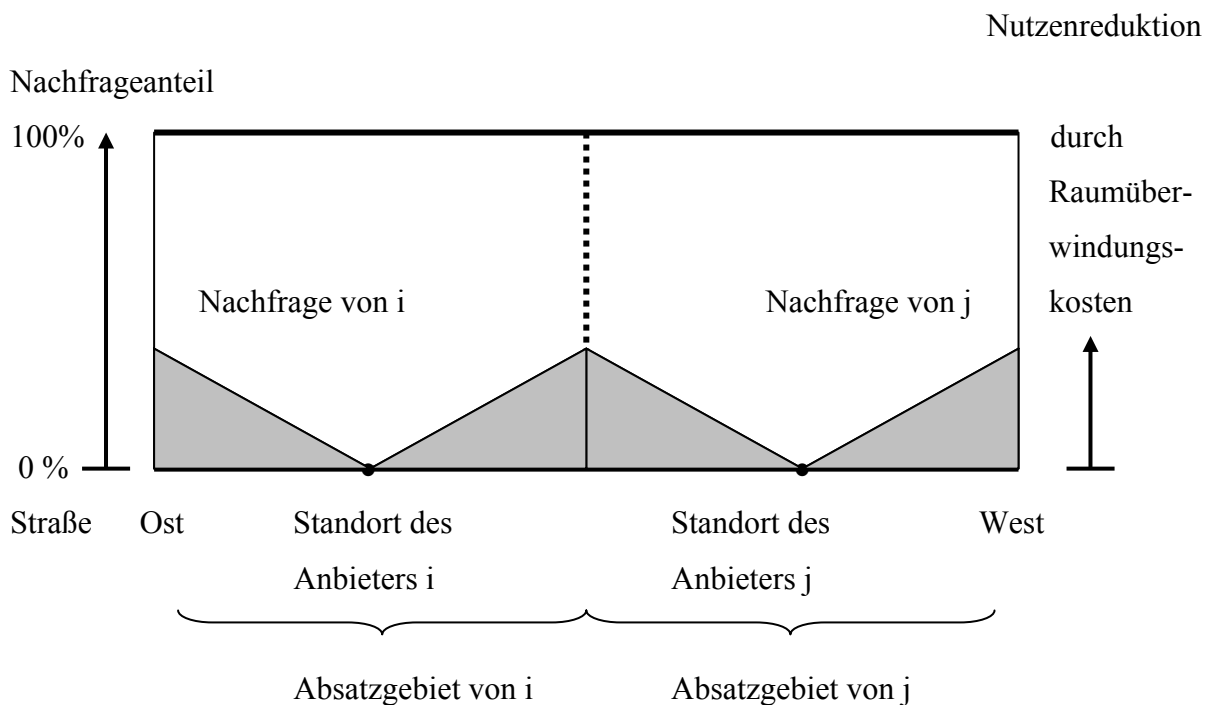 Nutzenreduktion
Nachfrageanteil
100%
durch
Raumüber-
windungs-
kosten
Nachfrage von i
Nachfrage von j
0 %
Straße Ost Standort des Anbieters i Standort des Anbieters j West
Absatzgebiet von i
Absatzgebiet von j